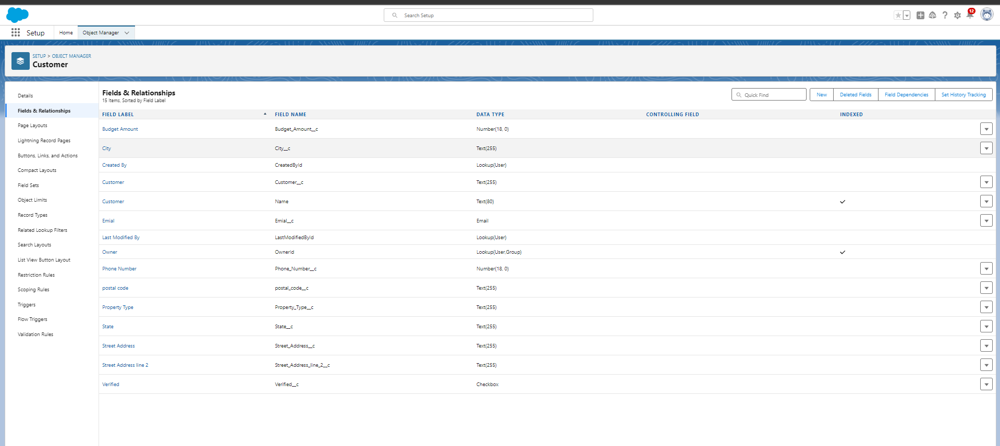 Search Setup
12
Setup
Home
Object Manager
SETUP > OBJECT MANAGER
Customer
Details
Fields & Relationships
Page Layouts
Lightning Record Pages
Buttons, Links, and Actions
Compact Layouts
Field Sets
Object Limits
Record Types
Related Lookup Filters
Search Layouts
List View Button Layout
Restriction Rules
Scoping Rules
Triggers
Flow Triggers
Validation Rules
Fields & Relationships
15 Items, Sorted by Field Label
Quick Find
New
Deleted Fields
Field Dependencies
Set History Tracking
FIELD LABEL FIELD NAME DATA TYPE CONTROLLING FIELD INDEXED
Budget Amount Budget_Amount__c Number(18, 0)
City City__c Text(255)
Created By CreatedById Lookup(User)
Customer Customer__c Text(255)
Customer Name Text(80)
Emial Emial__c Email
Last Modified By LastModifiedById Lookup(User)
Owner OwnerId Lookup(User,Group)
Phone Number Phone_Number__c Number(18, 0)
postal code postal_code__c Text(255)
Property Type Property_Type__c Text(255)
State State__c Text(255)
Street Address Street_Address__c Text(255)
Street Address line 2 Street_Address_line_2__c Text(255)
Verified Verified__c Checkbox